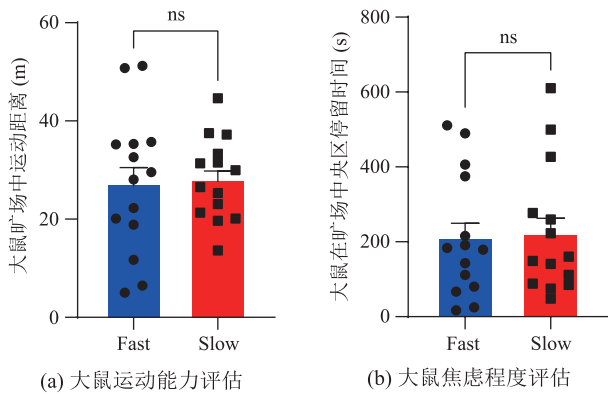 大鼠旷场中运动距离 (m)
60
40
20
0
ns
Fast Slow
(a) 大鼠运动能力评估
大鼠在旷场中央区停留时间 (s)
800
600
400
200
0
ns
Fast Slow
(b) 大鼠焦虑程度评估